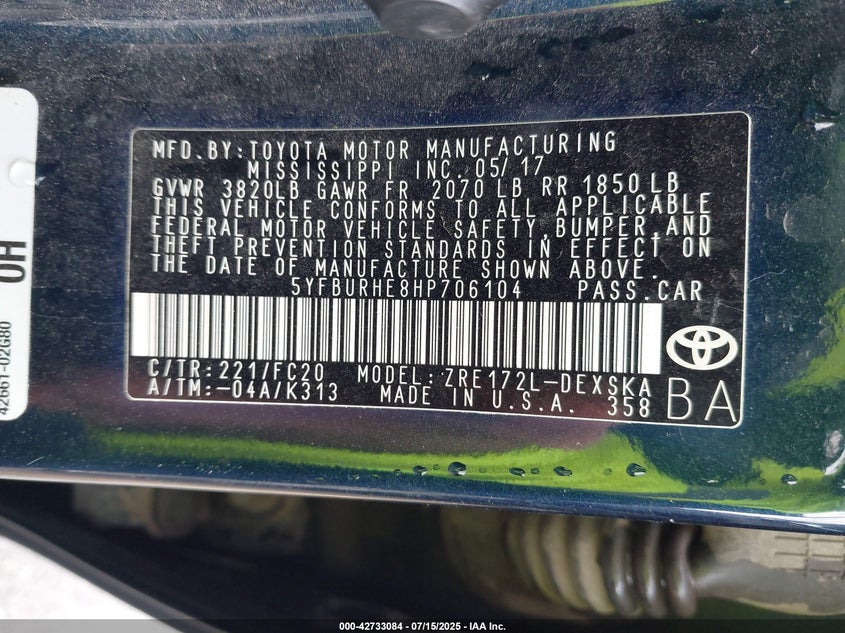 MFD.BY:TOYOTA MOTOR MANUFACTURING
MISSISSIPPI INC.05/17
GVWR 3820LB GAWR FR 2070 LB RR 1850LB
THIS VEHICLE CONFORMS TO ALL APPLICABLE
FEDERAL MOTOR VEHICLE SAFETY,BUMPER,AND
THEFT PREVENTION STANDARDS IN EFFECT ON
THE DATE OF MANUFACTURE SHOWN ABOVE.
5YFBURHE8HP706104 PASS.CAR
C/TR:221/FC20 MODEL:ZRE172L-DEXSKA
A/TM:-04A/K313 MADE IN U.S.A. 358
BA
42661-02G80
OH
000-42733084 | 07/15/2025 - IAA Inc.